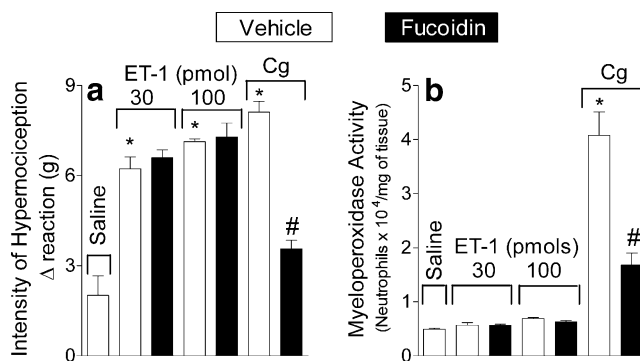 Vehicle
Fucoidin
a
Intensity of Hypernociception
Δ reaction (g)
9
6
3
0
Saline
ET-1 (pmol)
30
100
Cg
*
*
*
#
b
Myeloperoxidase Activity
(Neutrophils x 10⁴/mg of tissue)
5
4
3
2
1
0
Saline
ET-1 (pmols)
30
100
Cg
*
#